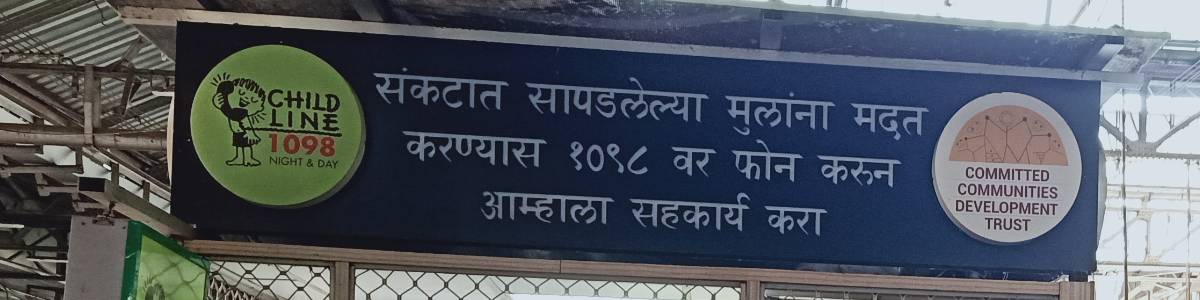 CHILD
LINE
1098
NIGHT & DAY
संकटात सापडलेल्या मुलांना मदत
करण्यास १०९८ वर फोन करुन
आम्हाला सहकार्य करा
COMMITTED
COMMUNITIES
DEVELOPMENT
TRUST